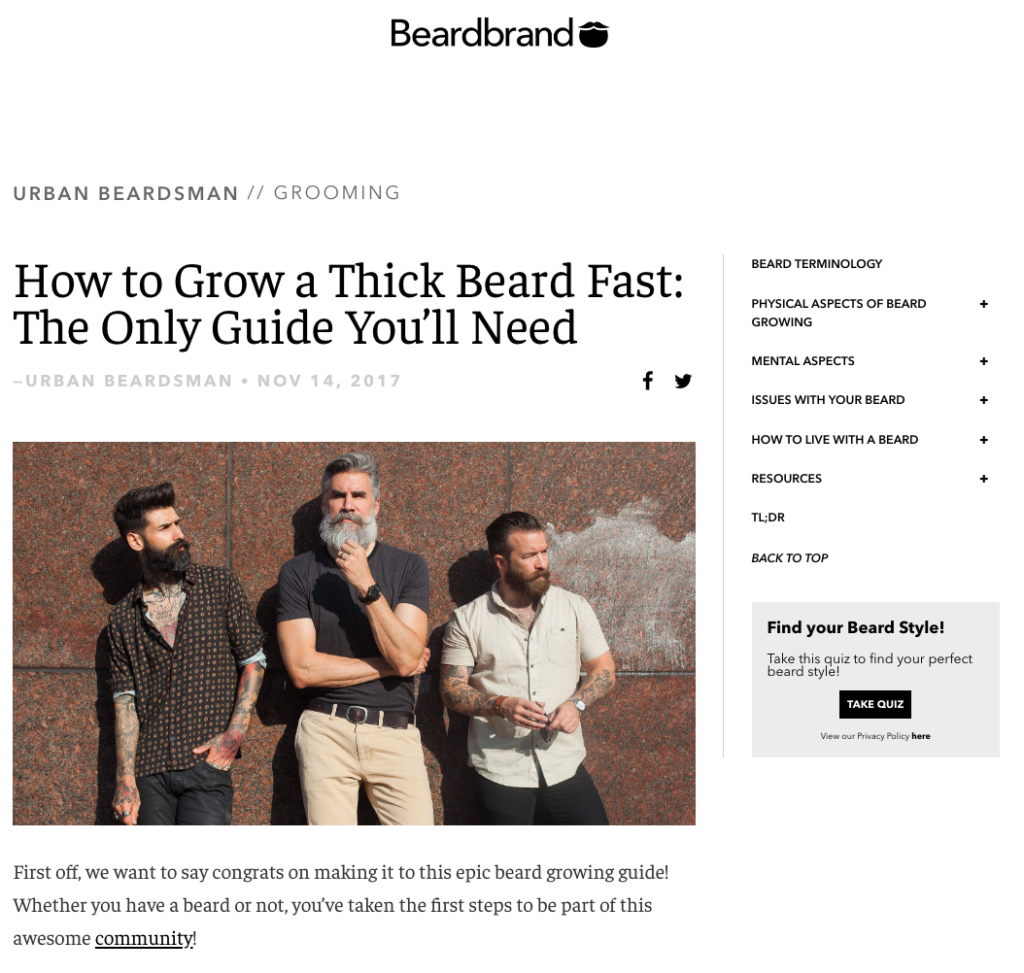 Beardbrand
URBAN BEARDSMAN // GROOMING
How to Grow a Thick Beard Fast:
The Only Guide You’ll Need
–URBAN BEARDSMAN • NOV 14, 2017
First off, we want to say congrats on making it to this epic beard growing guide!
Whether you have a beard or not, you’ve taken the first steps to be part of this
awesome community!
BEARD TERMINOLOGY
PHYSICAL ASPECTS OF BEARD
GROWING
+
MENTAL ASPECTS +
ISSUES WITH YOUR BEARD +
HOW TO LIVE WITH A BEARD +
RESOURCES +
TL;DR
BACK TO TOP
Find your Beard Style!
Take this quiz to find your perfect
beard style!
TAKE QUIZ
View our Privacy Policy here